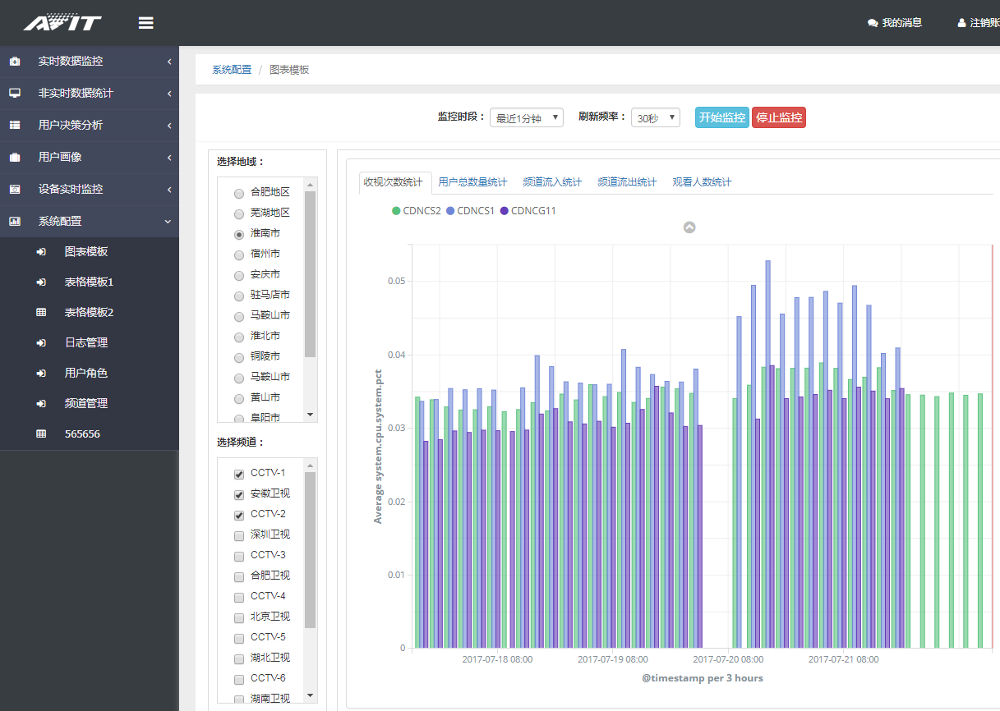 AVIT
我的消息
注销账
实时数据监控
非实时数据统计
用户决策分析
用户画像
设备实时监控
系统配置
图表模板
表格模板1
表格模板2
日志管理
用户角色
频道管理
565656
系统配置 / 图表模板
监控时段： 最近1分钟 刷新频率： 30秒 开始监控 停止监控
选择地域：
合肥地区
芜湖地区
淮南市
宿州市
安庆市
驻马店市
马鞍山市
淮北市
铜陵市
马鞍山市
黄山市
阜阳市
选择频道：
CCTV-1
安徽卫视
CCTV-2
深圳卫视
CCTV-3
合肥卫视
CCTV-4
北京卫视
CCTV-5
湖北卫视
CCTV-6
湖南卫视
收视次数统计 用户总数量统计 频道流入统计 频道流出统计 观看人数统计
CDNCS2 CDNCS1 CDNCG11
Average system.cpu.system.pct
0.05
0.04
0.03
0.02
0.01
0
2017-07-18 08:00 2017-07-19 08:00 2017-07-20 08:00 2017-07-21 08:00
@timestamp per 3 hours